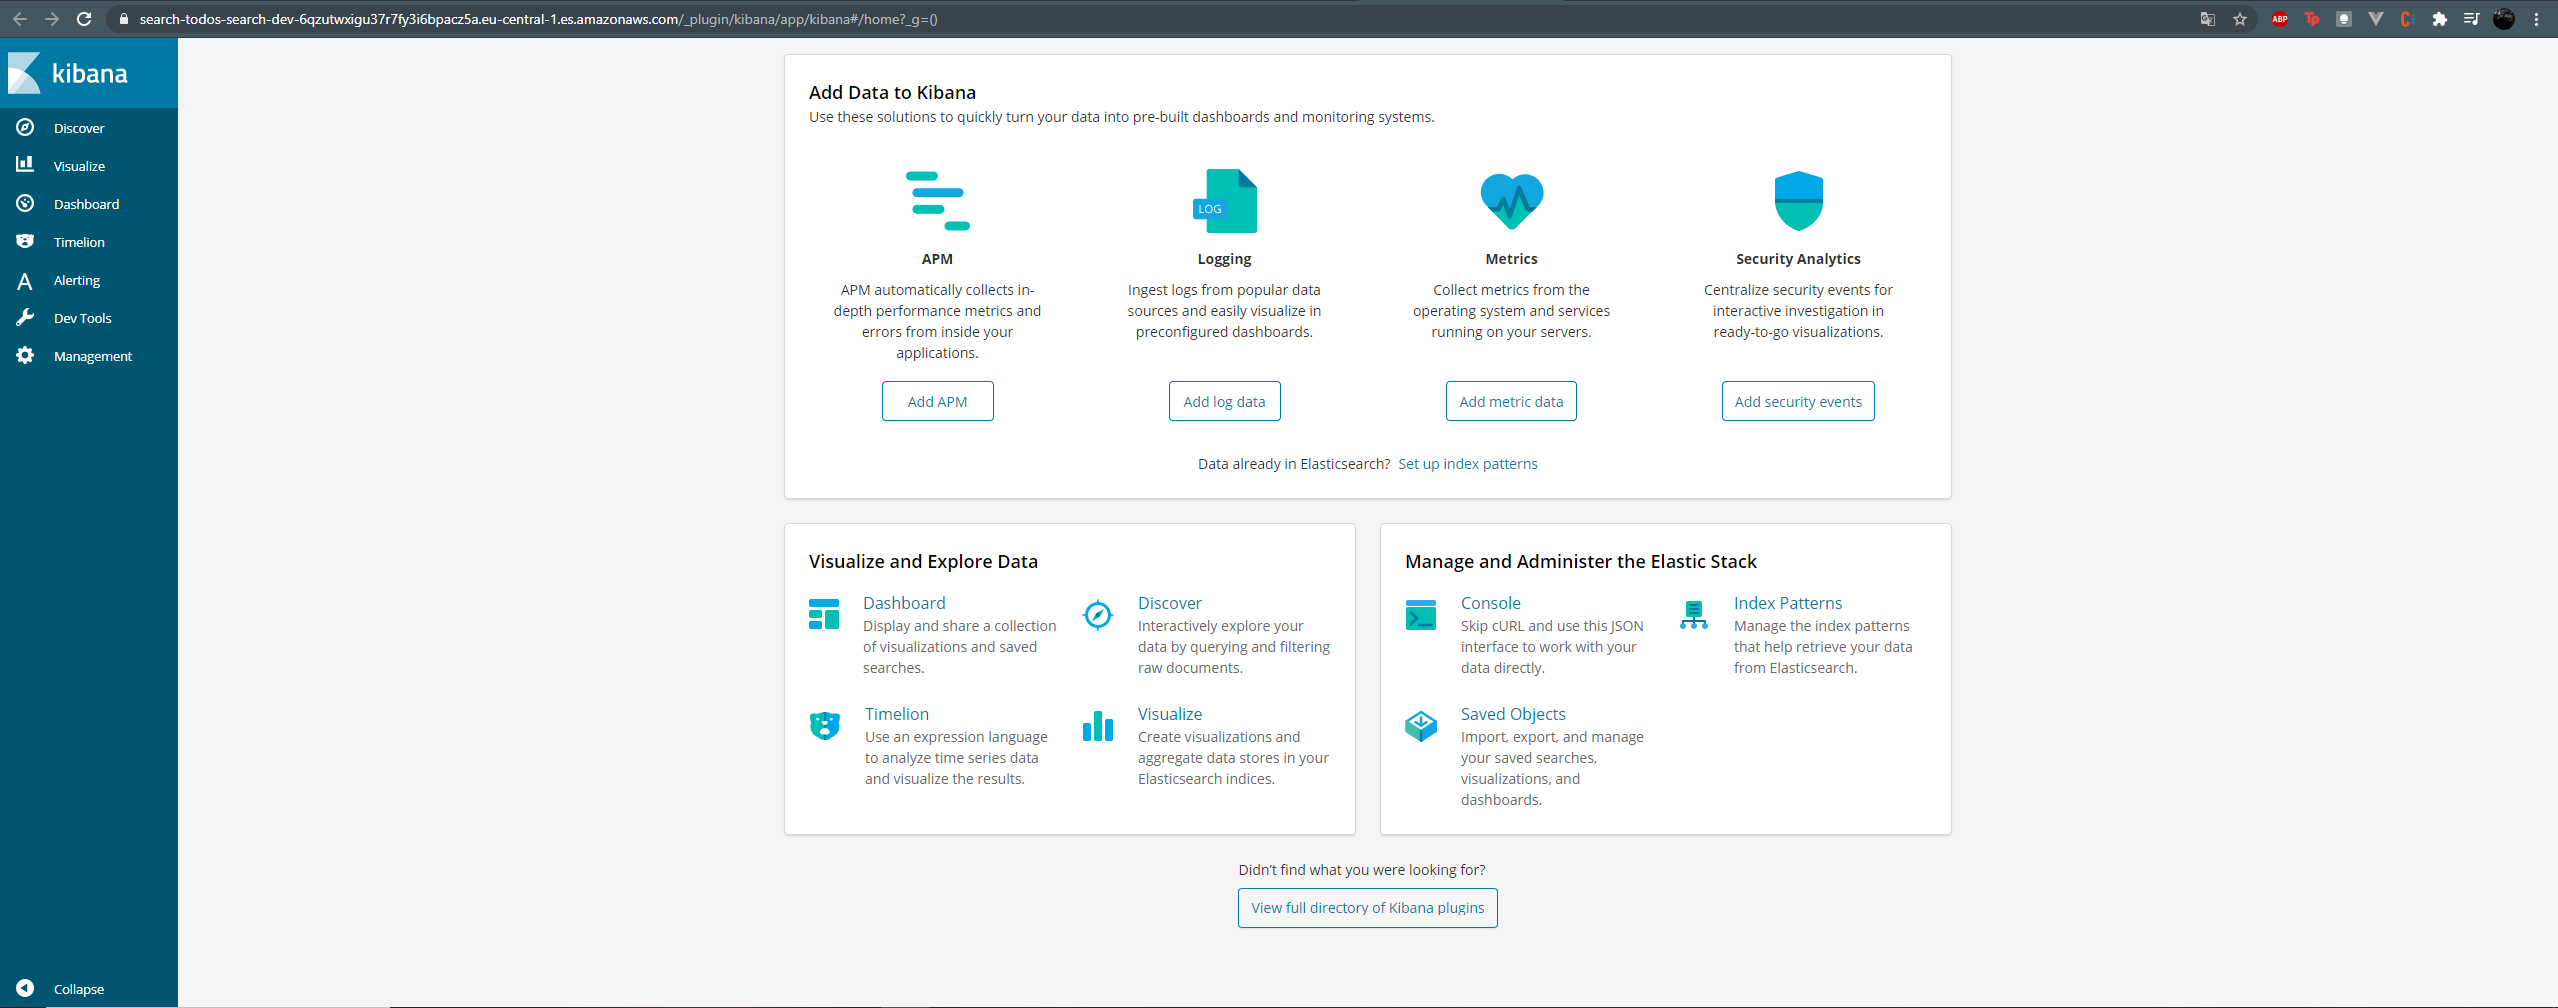 search-todos-search-dev-6qzutwxigu37r7fy3i6bpacz5a.eu-central-1.es.amazonaws.com/_plugin/kibana/app/kibana#/home?_g=()
ABP
Tp
kibana
Discover
Visualize
Dashboard
Timelion
Alerting
Dev Tools
Management
Collapse
Add Data to Kibana
Use these solutions to quickly turn your data into pre-built dashboards and monitoring systems.
APM
APM automatically collects in-
depth performance metrics and
errors from inside your
applications.
Add APM
LOG
Logging
Ingest logs from popular data
sources and easily visualize in
preconfigured dashboards.
Add log data
Metrics
Collect metrics from the
operating system and services
running on your servers.
Add metric data
Security Analytics
Centralize security events for
interactive investigation in
ready-to-go visualizations.
Add security events
Data already in Elasticsearch? Set up index patterns
Visualize and Explore Data
Dashboard
Display and share a collection
of visualizations and saved
searches.
Discover
Interactively explore your
data by querying and filtering
raw documents.
Timelion
Use an expression language
to analyze time series data
and visualize the results.
Visualize
Create visualizations and
aggregate data stores in your
Elasticsearch indices.
Manage and Administer the Elastic Stack
Console
Skip cURL and use this JSON
interface to work with your
data directly.
Index Patterns
Manage the index patterns
that help retrieve your data
from Elasticsearch.
Saved Objects
Import, export, and manage
your saved searches,
visualizations, and
dashboards.
Didn't find what you were looking for?
View full directory of Kibana plugins